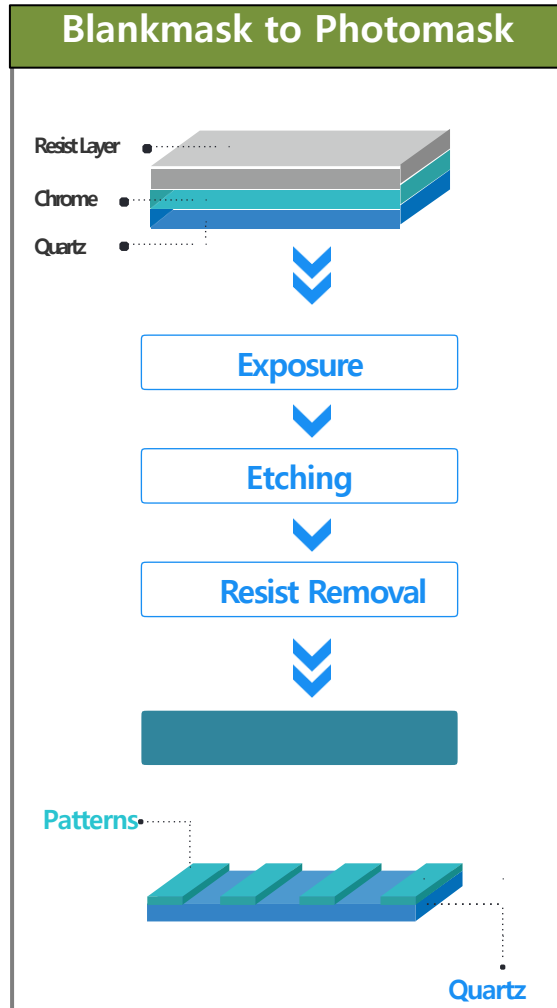 Blankmask to Photomask
Resist Layer
Chrome
Quartz
Exposure
Etching
Resist Removal
Patterns
Quartz